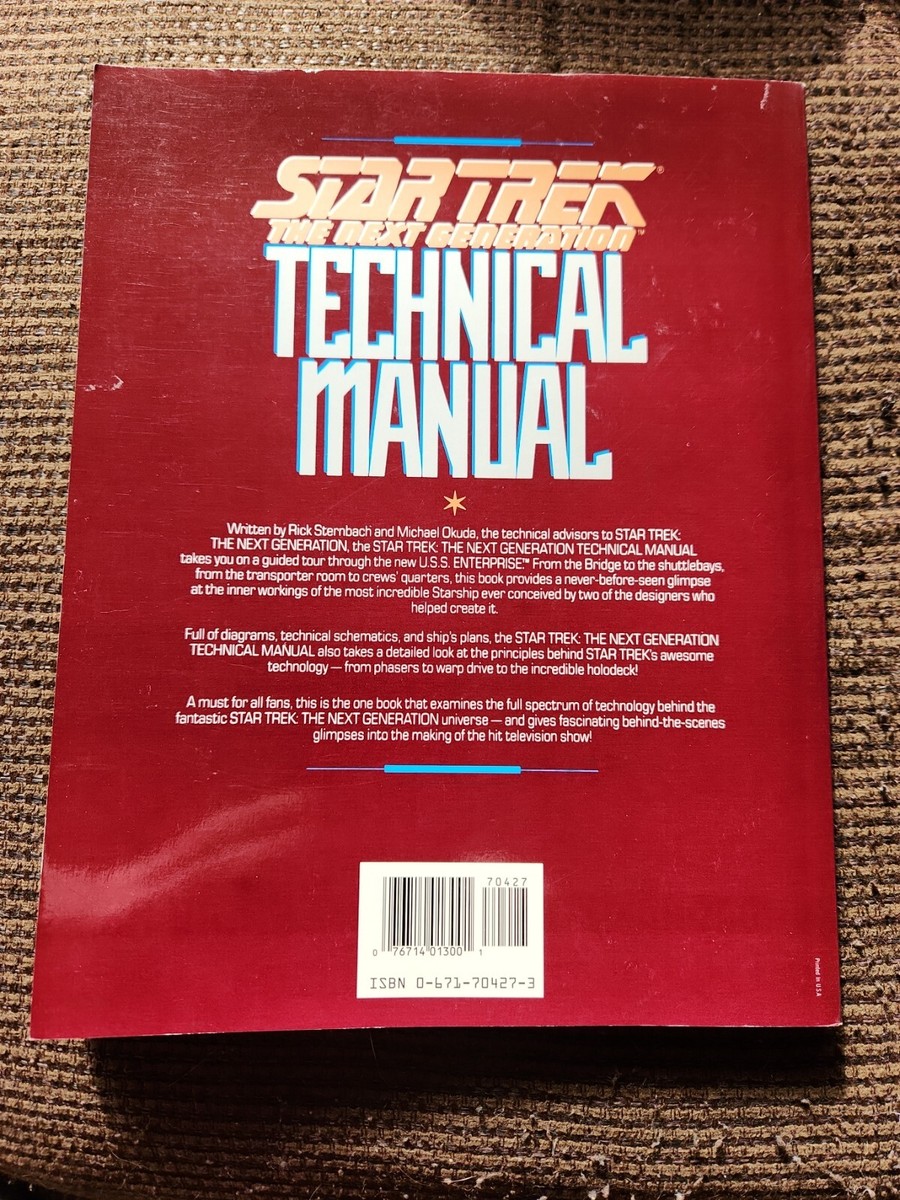 STAR TREK®
THE NEXT GENERATION™
TECHNICAL
MANUAL
Written by Rick Sternbach and Michael Okuda, the technical advisors to STAR TREK:
THE NEXT GENERATION, the STAR TREK: THE NEXT GENERATION TECHNICAL MANUAL
takes you on a guided tour through the new U.S.S. ENTERPRISE.™ From the Bridge to the shuttlebays,
from the transporter room to crews' quarters, this book provides a never-before-seen glimpse
at the inner workings of the most incredible Starship ever conceived by two of the designers who
helped create it.
Full of diagrams, technical schematics, and ship's plans, the STAR TREK: THE NEXT GENERATION
TECHNICAL MANUAL also takes a detailed look at the principles behind STAR TREK's awesome
technology — from phasers to warp drive to the incredible holodeck!
A must for all fans, this is the one book that examines the full spectrum of technology behind the
fantastic STAR TREK: THE NEXT GENERATION universe — and gives fascinating behind-the-scenes
glimpses into the making of the hit television show!
70427
0 76714 01300 1
ISBN 0-671-70427-3
Printed in U.S.A